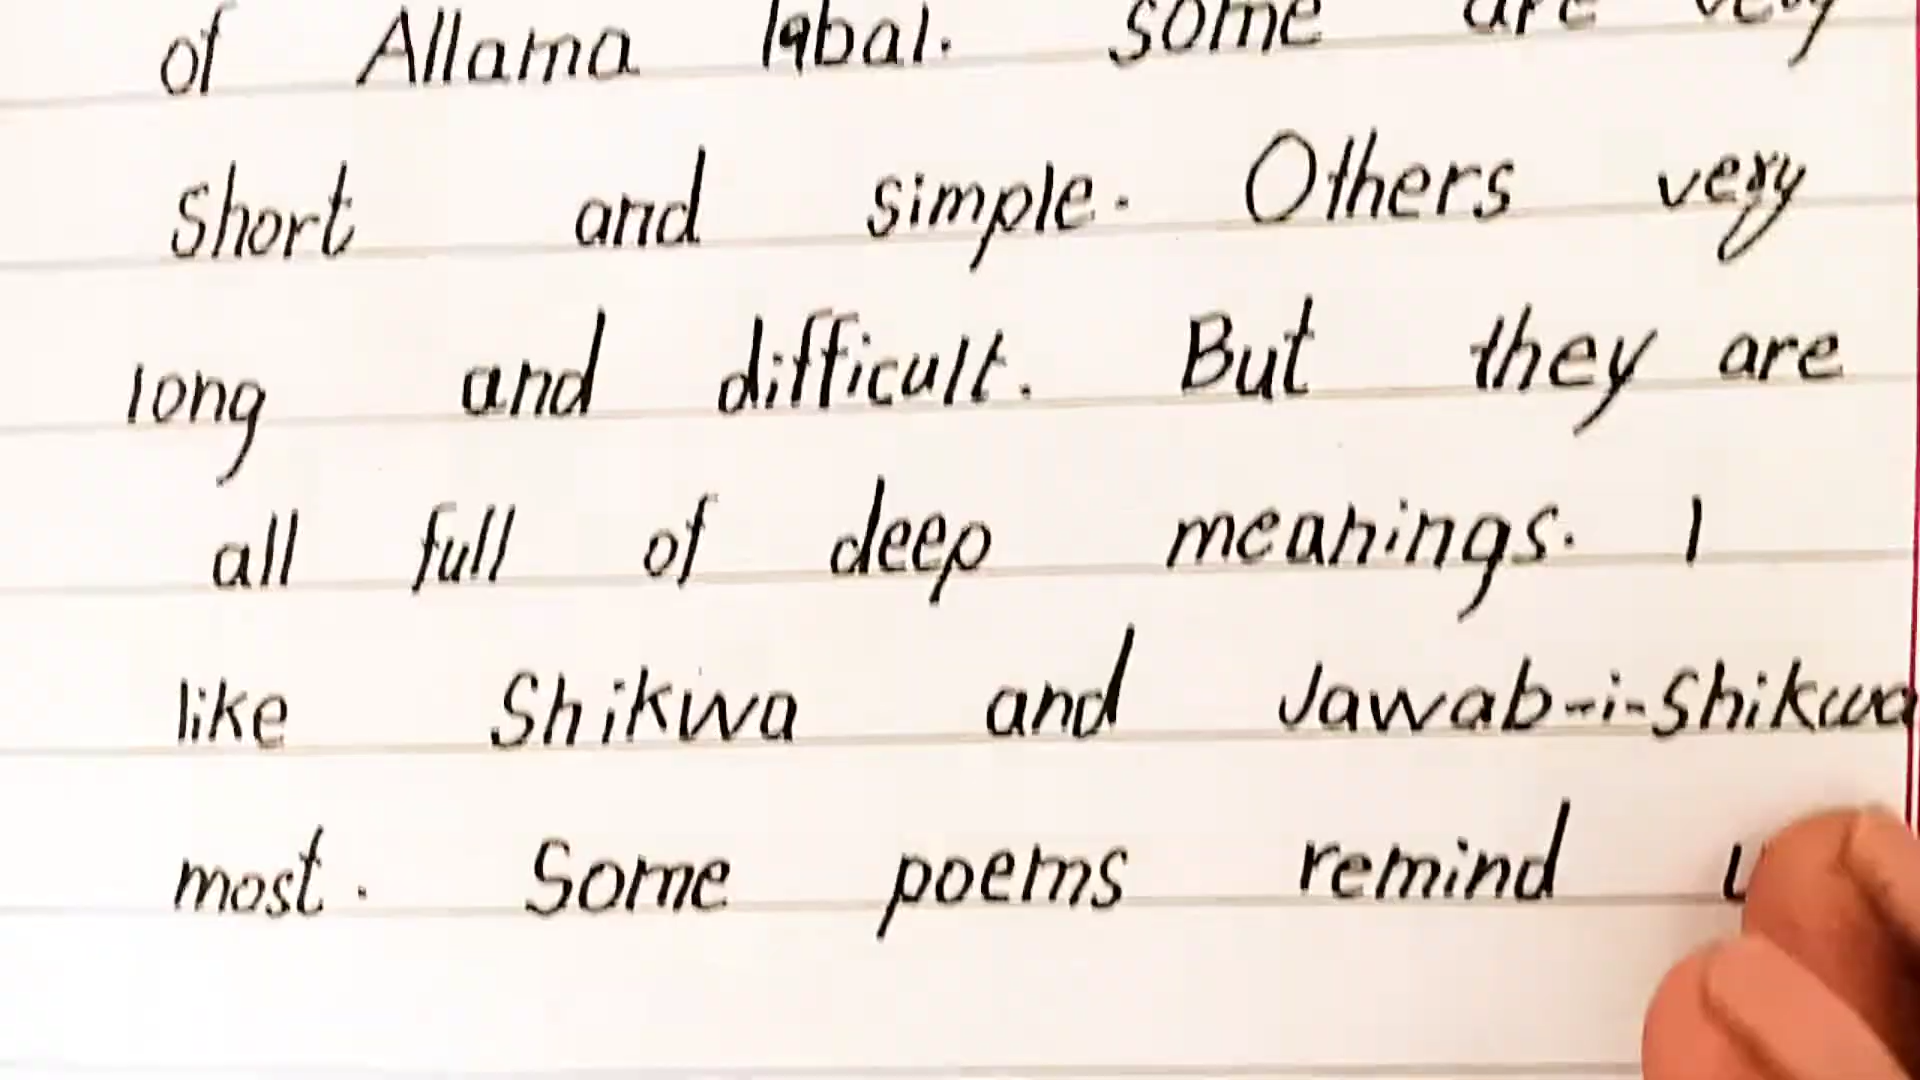 of Allama Iqbal. some are very
short and simple. Others very
long and difficult. But they are
all full of deep meanings. I
like Shikwa and Jawab-i-Shikwa
most. Some poems remind